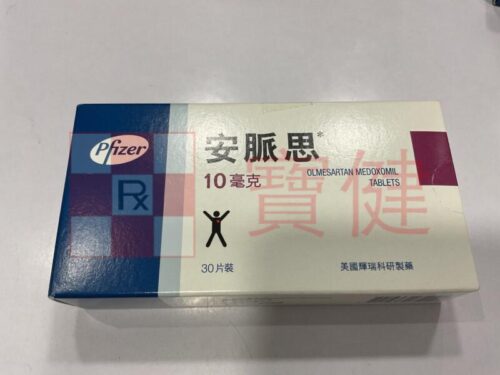 Pfizer
安脈思*
10毫克
OLMESARTAN MEDOXOMIL
TABLETS
Rx
寶健
30片裝
美國輝瑞科研製藥